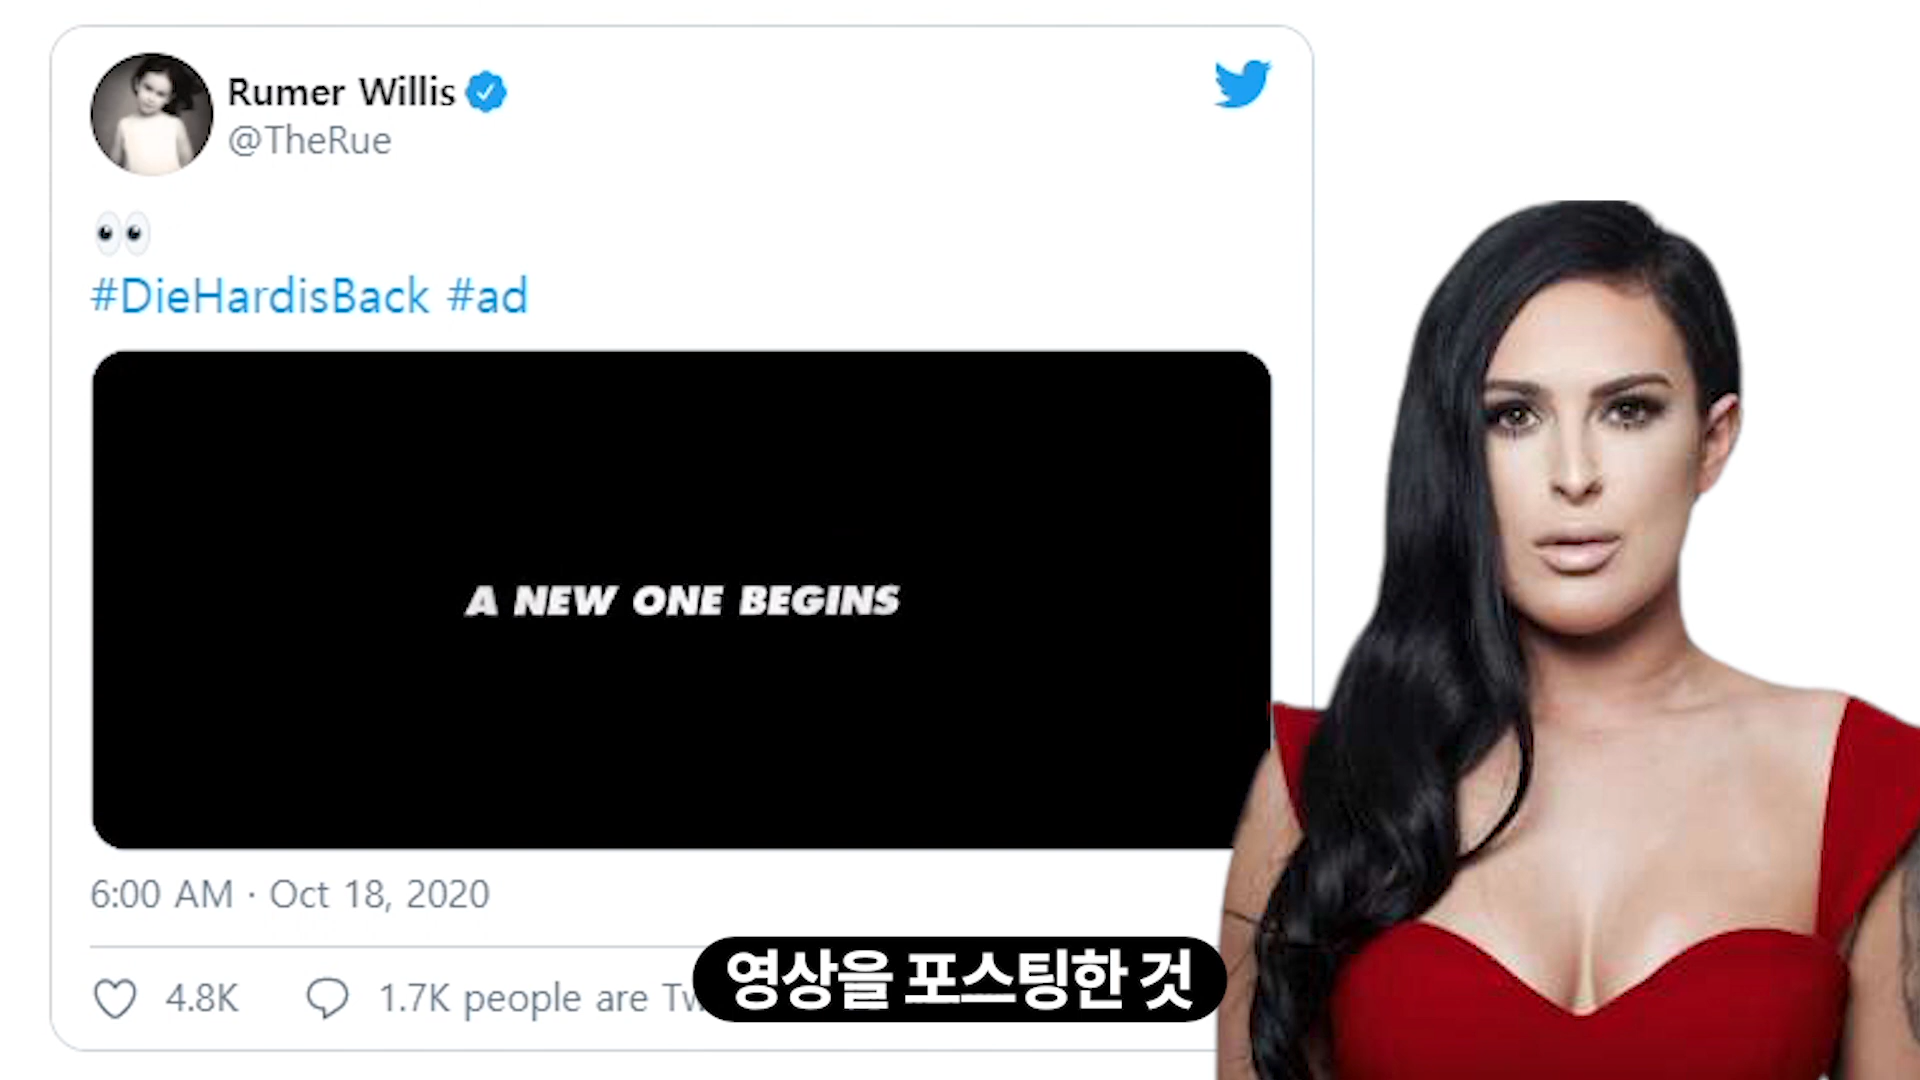 Rumer Willis
@TheRue
👀
#DieHardisBack #ad
A NEW ONE BEGINS
6:00 AM · Oct 18, 2020
4.8K 1.7K people are
영상을 포스팅한 것